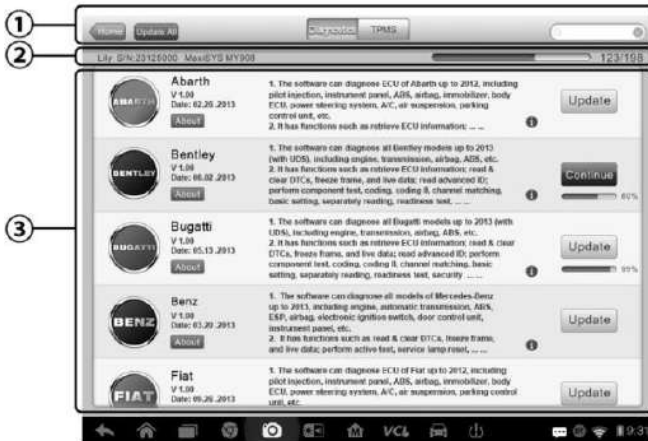 1
Home
Update All
Diagnostics
TPMS
2
Lily S/N:23125000 MaxiSYS MY908
123/198
3
ABARTH
Abarth
V 1.00
Date: 02.26 .2013
About
1. The software can diagnose ECU of Abarth up to 2012, including
pilot injection, instrument panel, ABS, airbag, immobilizer, body
ECU, power steering system, A/C, air suspension, parking
control unit, etc.
2. It has functions such as retrieve ECU information; ... ...
Update
BENTLEY
Bentley
V 1.00
Date: 08.02 .2013
About
1. The software can diagnose all Bentley models up to 2013
(with UDS), including engine, transmission, airbag, ABS, etc.
2. It has functions such as retrieve ECU information; read &
clear DTCs, freeze frame, and live data; read advanced ID;
perform component test, coding, coding II, channel matching,
basic setting, separately reading, readiness test, ... ...
Continue
60%
BUGATTI
Bugatti
V 1.00
Date: 05.13 .2013
About
1. The software can diagnose all Bugatti models up to 2013 (with
UDS), including engine, transmission, airbag, ABS, etc.
2. It has functions such as retrieve ECU information; read & clear
DTCs, freeze frame, and live data; read advanced ID; perform
component test, coding, coding II, channel matching, basic
setting, separately reading, readiness test, security ... ...
Update
99%
BENZ
Benz
V 1.00
Date: 03.20 .2013
About
1. The software can diagnose all models of Mercedes-Benz
up to 2013, including engine, automatic transmission, ABS,
ESP, airbag, electronic ignition switch, door control unit,
instrument panel, etc.
2. It has functions such as read & clear DTCs, freeze frame,
and live data; perform active test, service lamp reset, ... ...
Update
FIAT
Fiat
V 1.00
Date: 09.26 .2013
1. The software can diagnose ECU of Fiat up to 2012, including
pilot injection, instrument panel, ABS, airbag, immobilizer, body
ECU, power steering system, A/C, air suspension, parking control
unit, etc.
Update
VCI
9:31